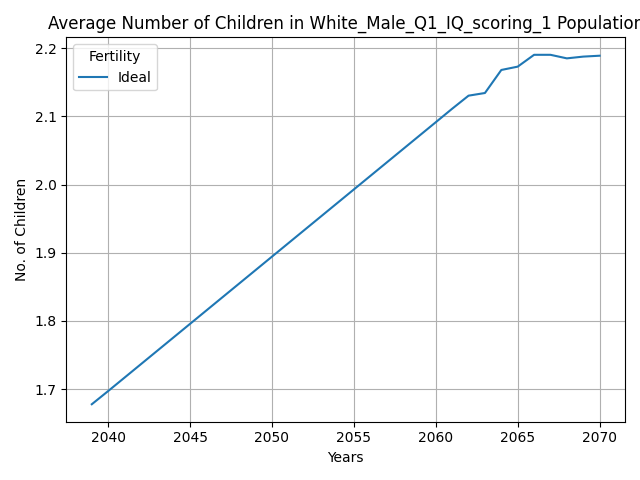 Average Number of Children in White_Male_Q1_IQ_scoring_1 Population
Fertility
Ideal
No. of Children
2.2
2.1
2.0
1.9
1.8
1.7
2040 2045 2050 2055 2060 2065 2070
Years